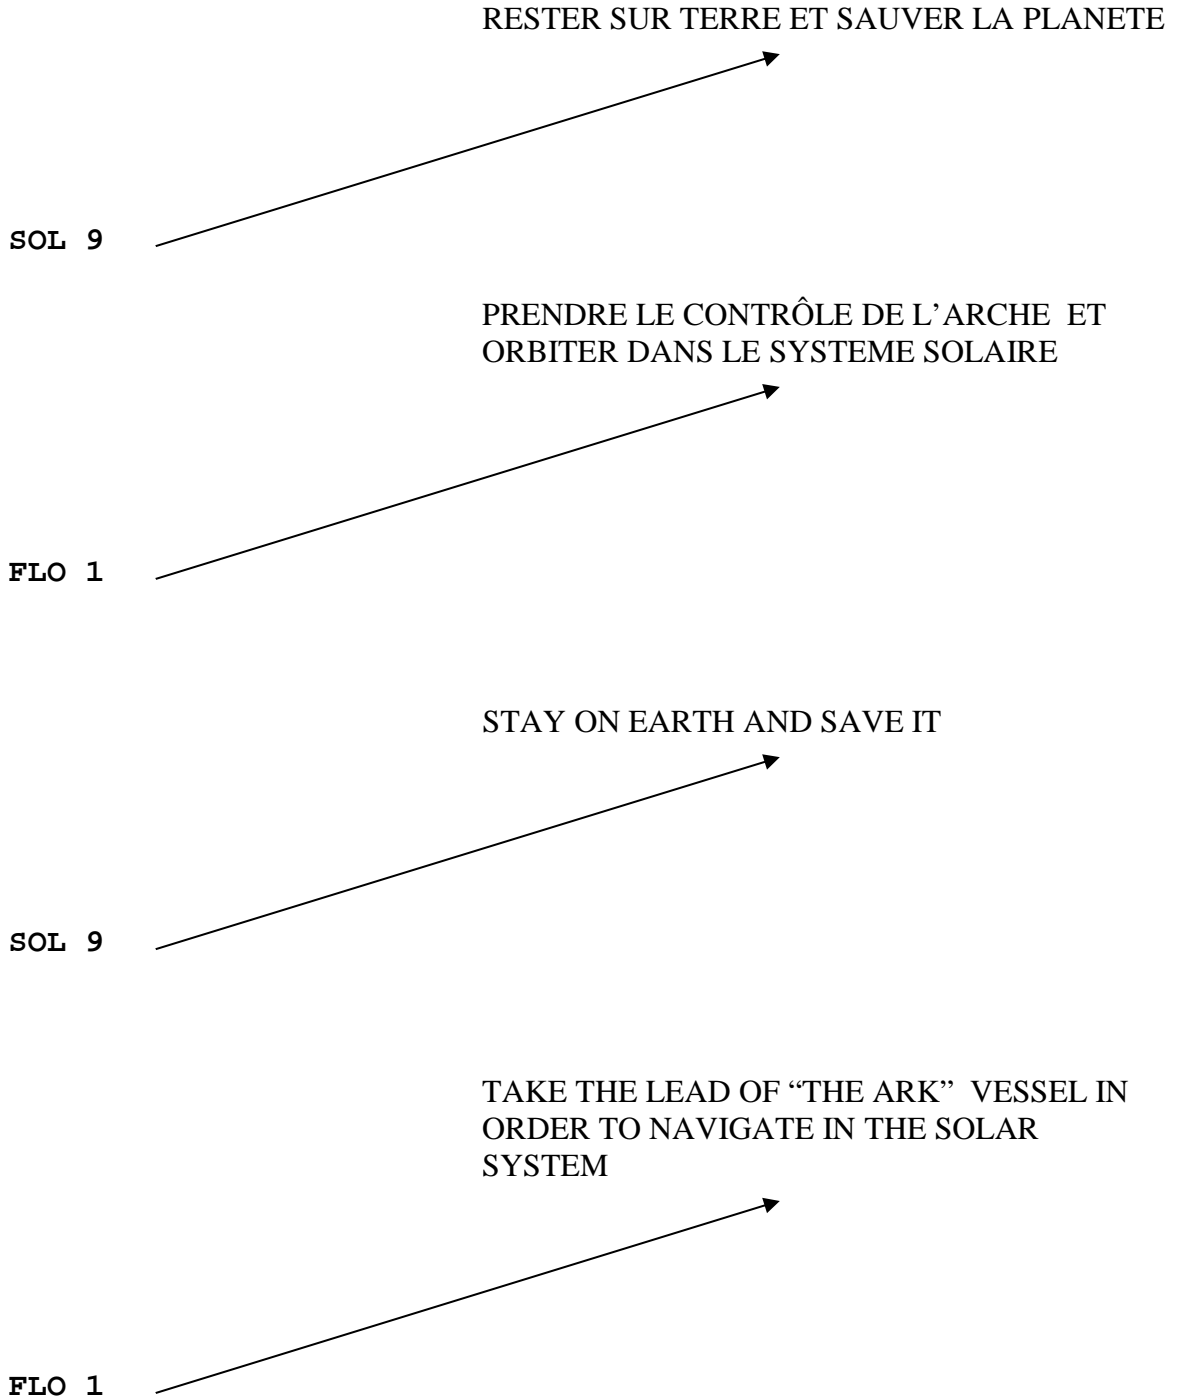 RESTER SUR TERRE ET SAUVER LA PLANETE
SOL 9
PRENDRE LE CONTRÔLE DE L’ARCHE  ET
ORBITER DANS LE SYSTEME SOLAIRE
FLO 1
STAY ON EARTH AND SAVE IT
SOL 9
TAKE THE LEAD OF “THE ARK”  VESSEL IN
ORDER TO NAVIGATE IN THE SOLAR
SYSTEM
FLO 1